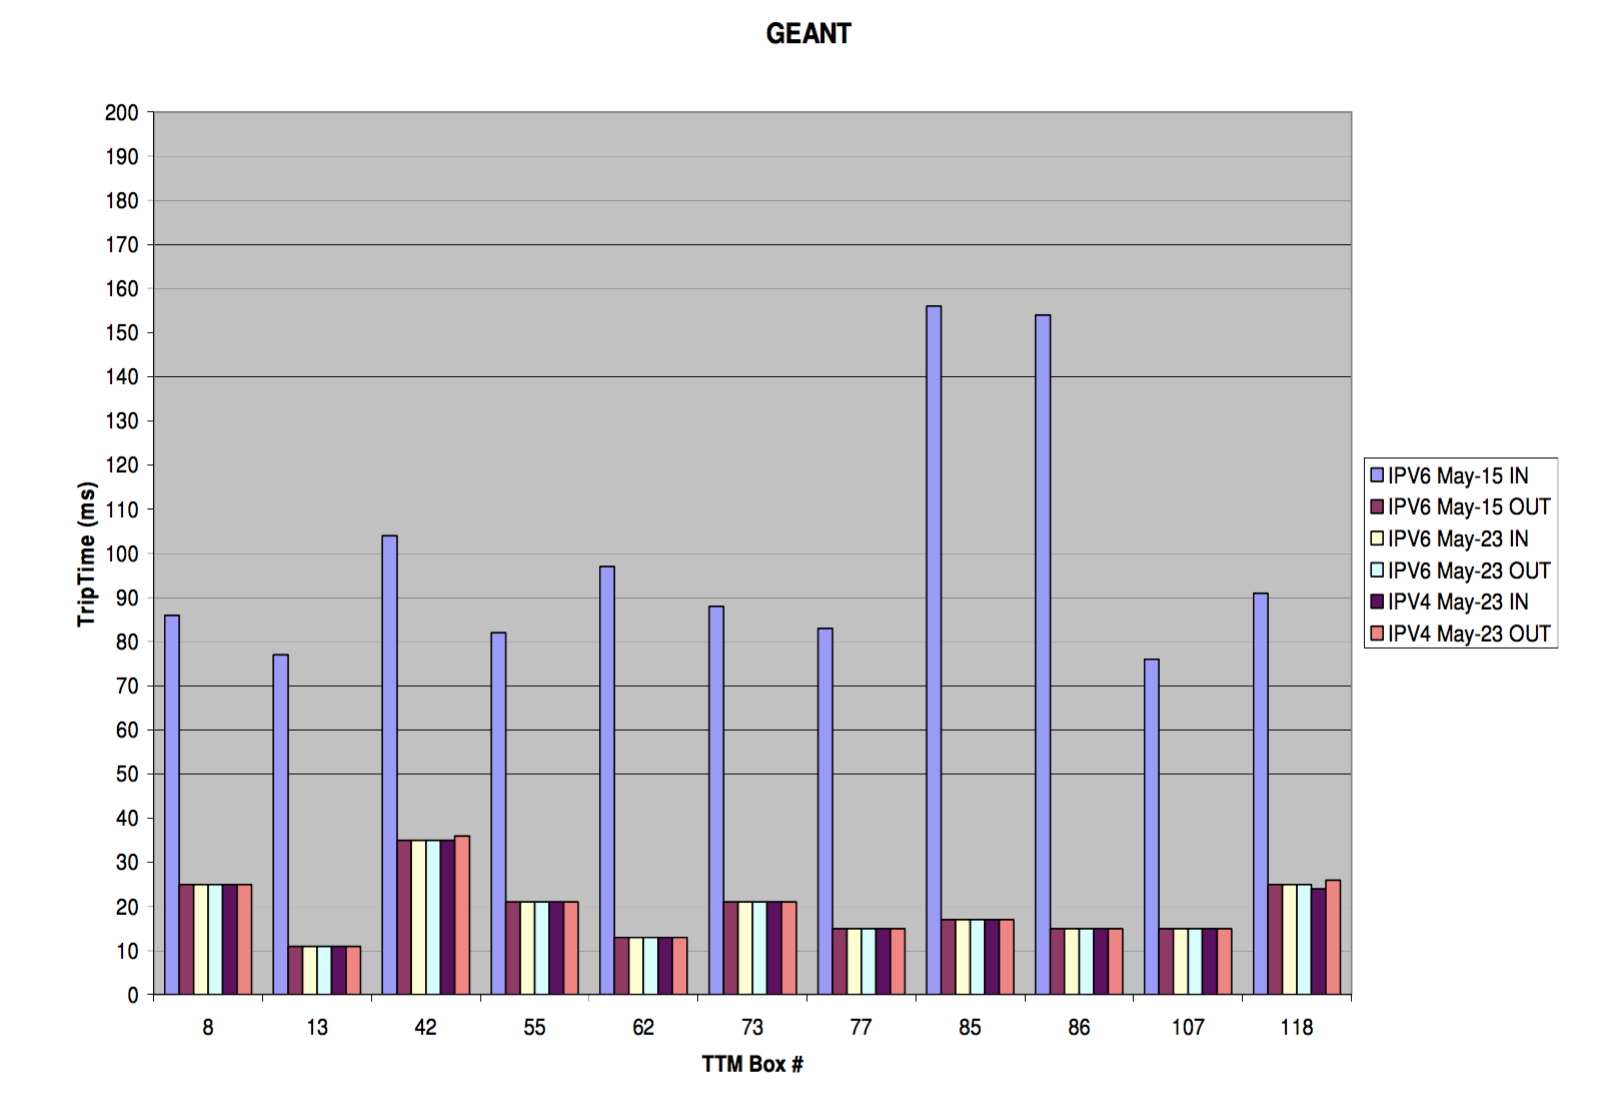 GEANT
200
190
180
170
160
150
140
130
120
110
100
90
80
70
60
50
40
30
20
10
0
TripTime (ms)
8 13 42 55 62 73 77 85 86 107 118
TTM Box #
IPV6 May-15 IN
IPV6 May-15 OUT
IPV6 May-23 IN
IPV6 May-23 OUT
IPV4 May-23 IN
IPV4 May-23 OUT